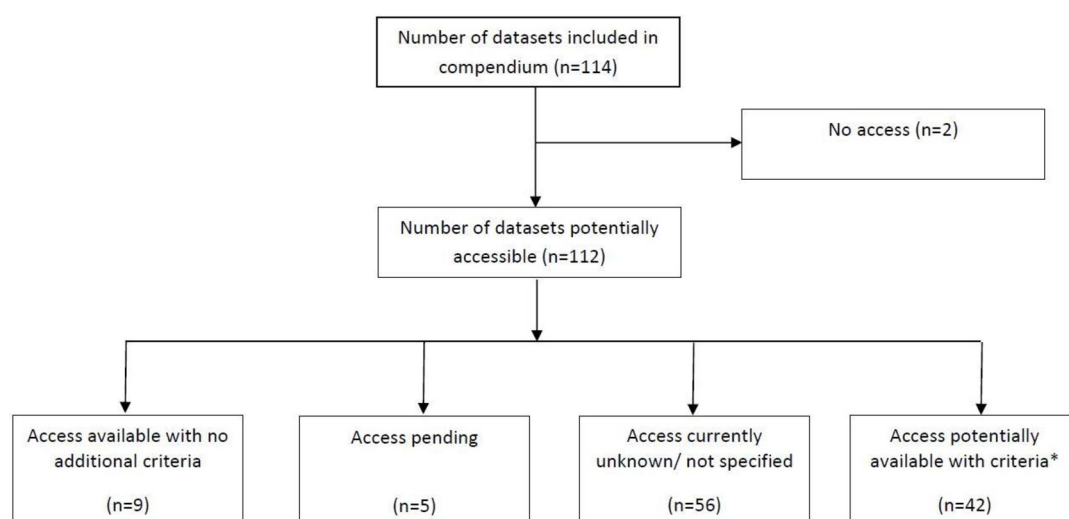 Number of datasets included in
compendium (n=114)
No access (n=2)
Number of datasets potentially
accessible (n=112)
Access available with no
additional criteria
(n=9)
Access pending
(n=5)
Access currently
unknown/ not specified
(n=56)
Access potentially
available with criteria*
(n=42)